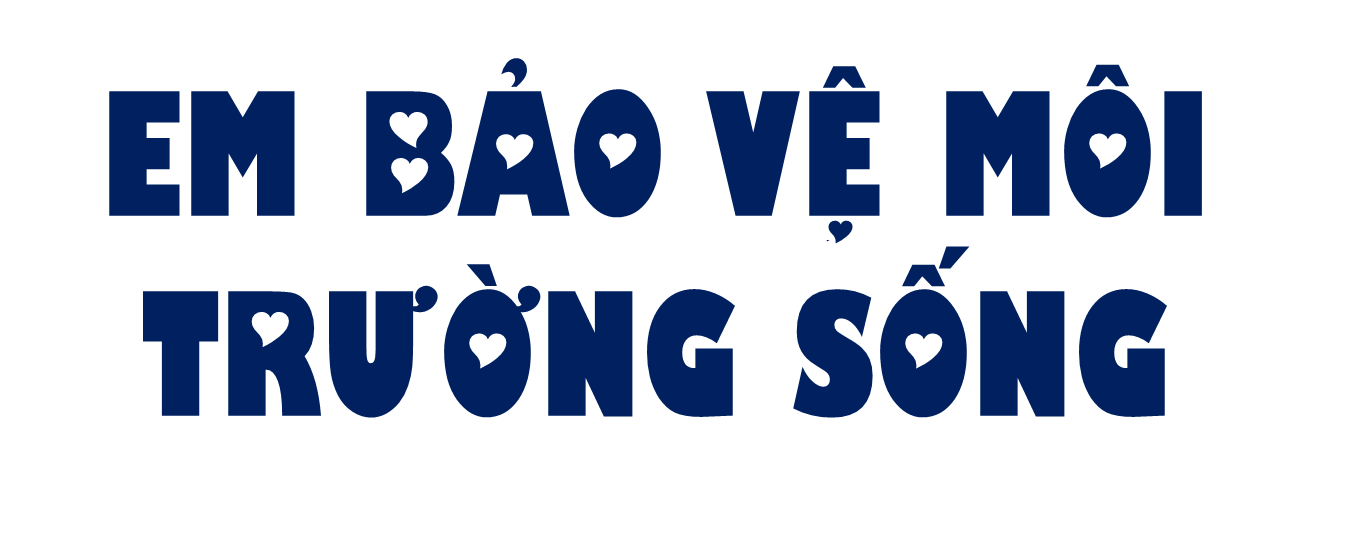 EM BẢO VỆ MÔI
TRƯỜNG SỐNG